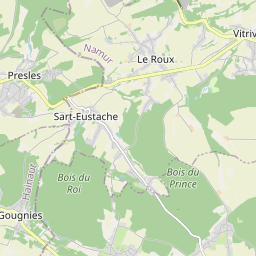 Vitriv
Namur
Le Roux
Presles
Sart-Eustache
Bois du
Roi
Bois du
Prince
Hainaut
Gougnies